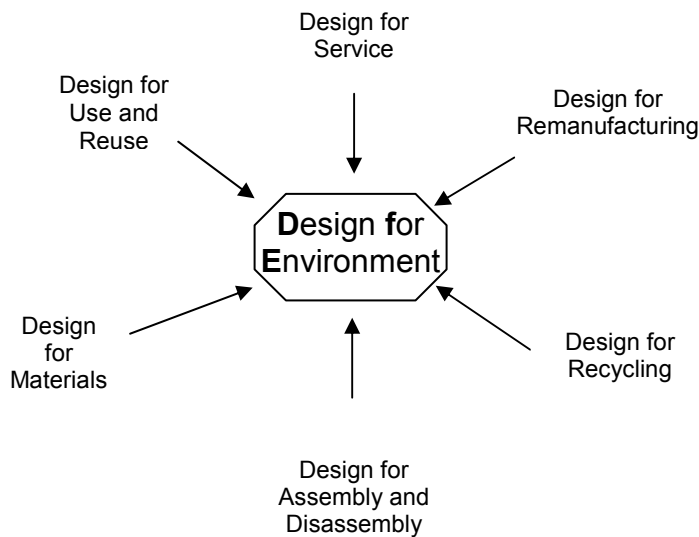 Design for
Service
Design for
Use and
Reuse
Design for
Remanufacturing
Design for
Environment
Design
for
Materials
Design for
Recycling
Design for
Assembly and
Disassembly